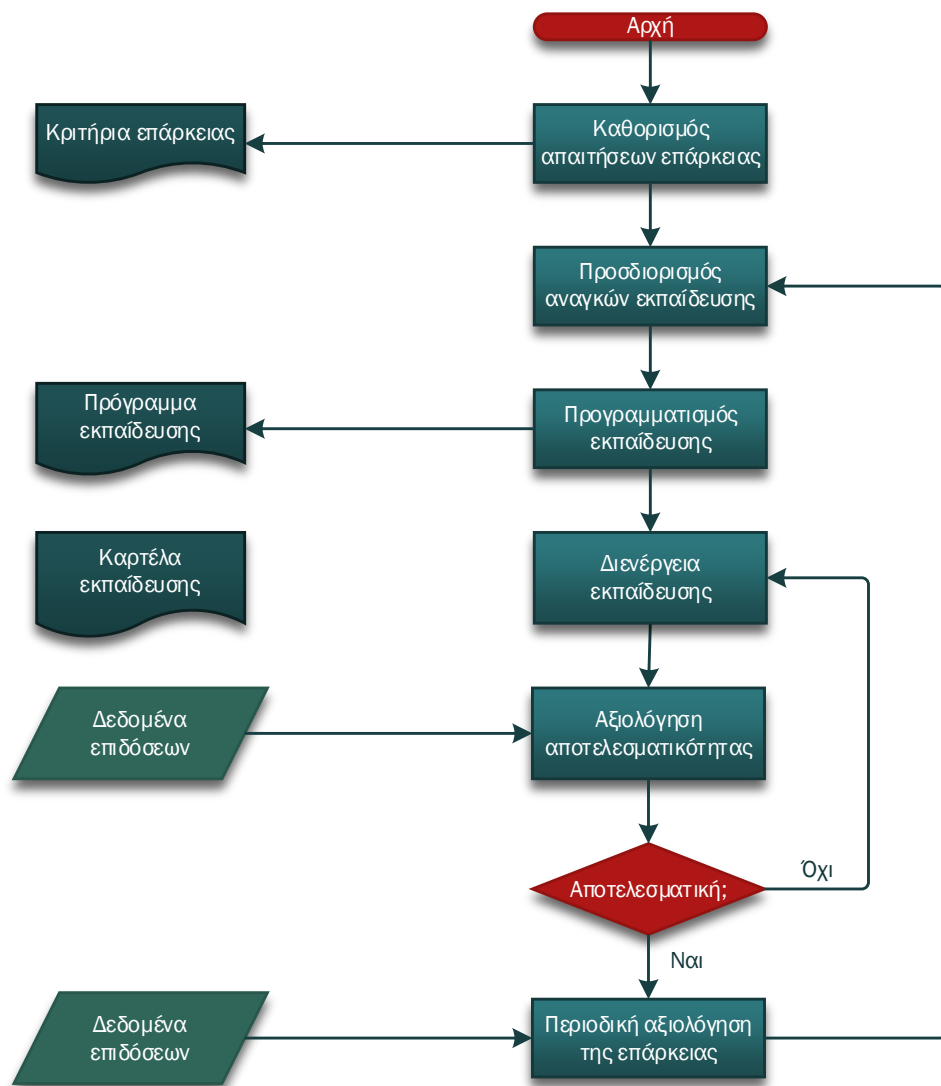 Αρχή
Κριτήρια επάρκειας
Καθορισμός
απαιτήσεων επάρκειας
Προσδιορισμός
αναγκών εκπαίδευσης
Πρόγραμμα
εκπαίδευσης
Προγραμματισμός
εκπαίδευσης
Καρτέλα
εκπαίδευσης
Διενέργεια
εκπαίδευσης
Δεδομένα
επιδόσεων
Αξιολόγηση
αποτελεσματικότητας
Αποτελεσματική;
Όχι
Ναι
Δεδομένα
επιδόσεων
Περιοδική αξιολόγηση
της επάρκειας